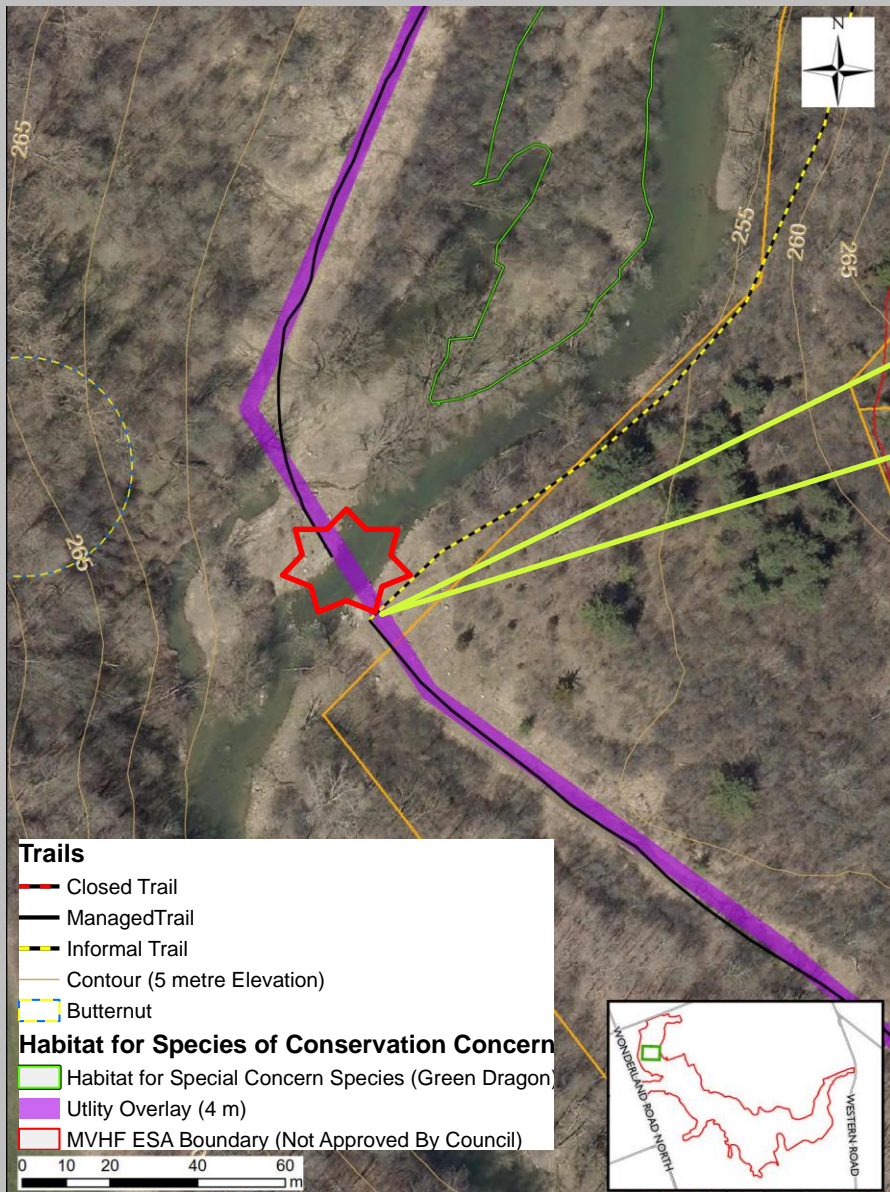 N
265
255
260
265
265
Trails
Closed Trail
ManagedTrail
Informal Trail
Contour (5 metre Elevation)
Butternut
Habitat for Species of Conservation Concern
Habitat for Special Concern Species (Green Dragon)
Utlity Overlay (4 m)
MVHF ESA Boundary (Not Approved By Council)
0 10 20 40 60
m
WONDERLAND ROAD NORTH
WESTERN ROAD